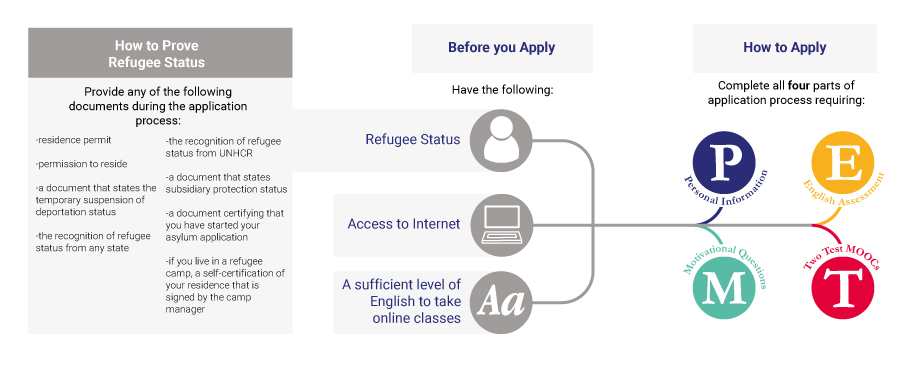 How to Prove
Refugee Status
Provide any of the following
documents during the application
process:
-residence permit
-permission to reside
-a document that states the
temporary suspension of
deportation status
-the recognition of refugee
status from any state
-the recognition of refugee
status from UNHCR
-a document that states
subsidiary protection status
-a document certifying that
you have started your
asylum application
-if you live in a refugee
camp, a self-certification of
your residence that is
signed by the camp
manager
Before you Apply
Have the following:
Refugee Status
Access to Internet
A sufficient level of
English to take
online classes
Aa
How to Apply
Complete all four parts of
application process requiring:
P
Personal Information
E
English Assessment
Motivational Questions
M
Two Test MOOCs
T